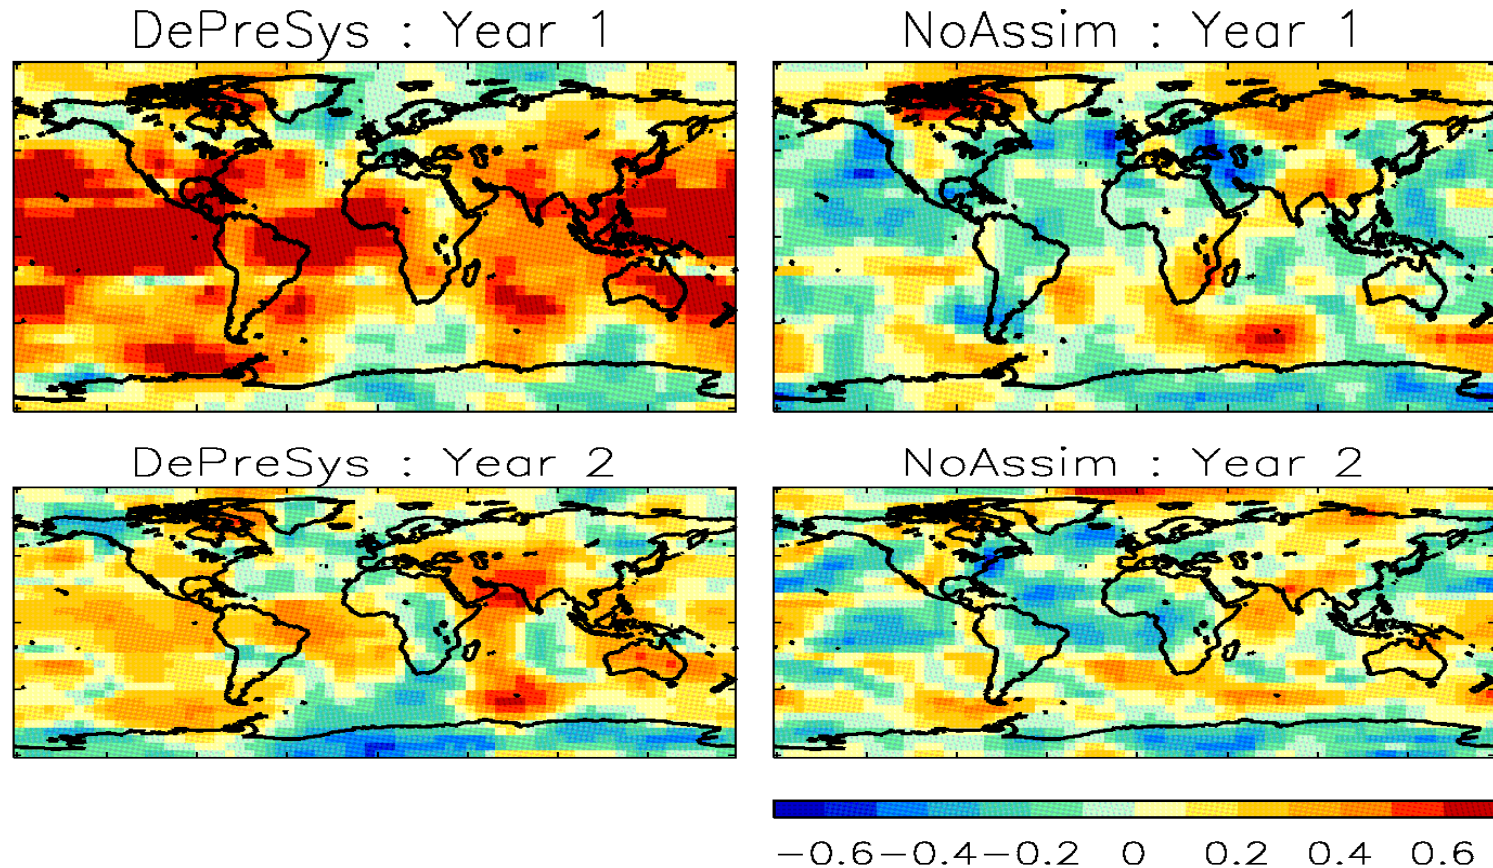 DePreSys : Year 1
NoAssim : Year 1
DePreSys : Year 2
NoAssim : Year 2
−0.6−0.4−0.2 0 0.2 0.4 0.6